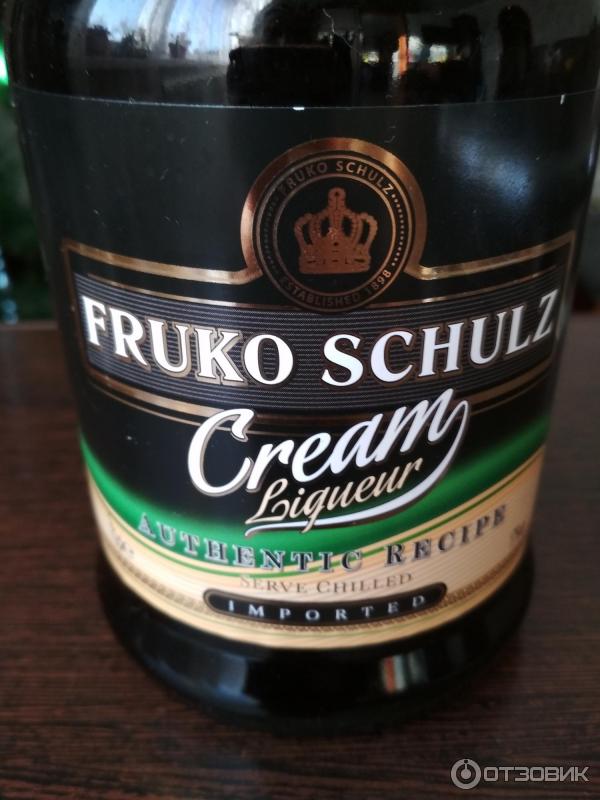 FRUKO SCHULZ
ESTABLISHED 1898
FRUKO SCHULZ
Cream
Liqueur
AUTHENTIC RECIPE
SERVE CHILLED
IMPORTED
ОТЗОВИК